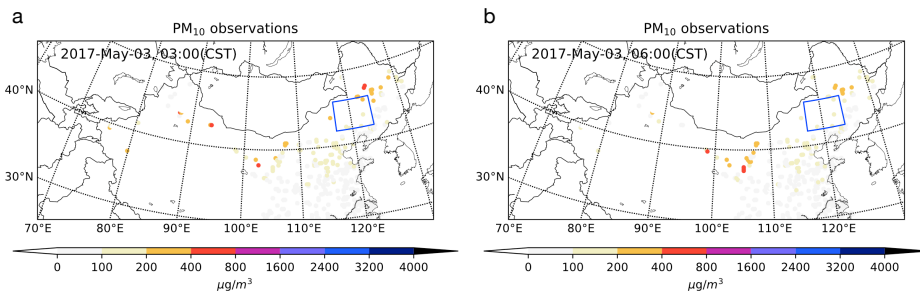 a
PM10 observations
2017-May-03, 03:00(CST)
40°N
30°N
70°E 80°E 90°E 100°E 110°E 120°E
0 100 200 400 800 1600 2400 3200 4000
μg/m³
b
PM10 observations
2017-May-03, 06:00(CST)
40°N
30°N
70°E 80°E 90°E 100°E 110°E 120°E
0 100 200 400 800 1600 2400 3200 4000
μg/m³